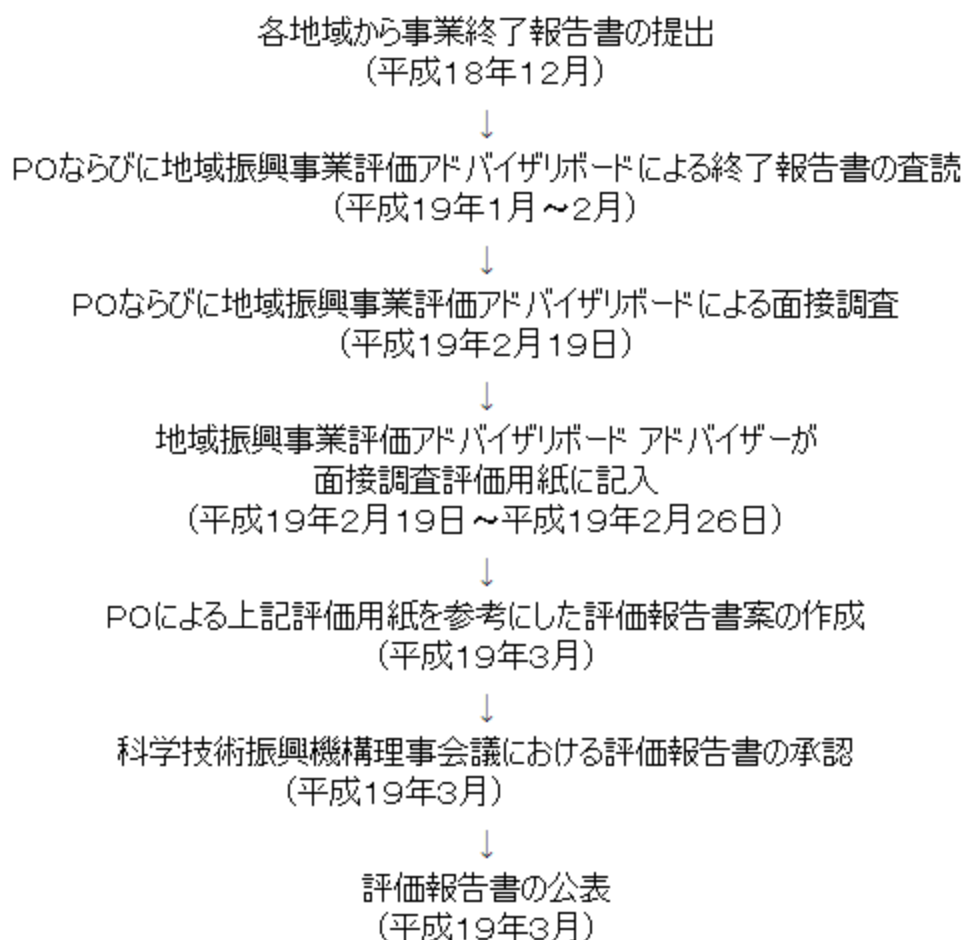 各地域から事業終了報告書の提出
(平成18年12月)
↓
POならびに地域振興事業評価アドバイザリボードによる終了報告書の査読
(平成19年1月～2月)
↓
POならびに地域振興事業評価アドバイザリボードによる面接調査
(平成19年2月19日)
↓
地域振興事業評価アドバイザリボード アドバイザーが
面接調査評価用紙に記入
(平成19年2月19日～平成19年2月26日)
↓
POによる上記評価用紙を参考にした評価報告書案の作成
(平成19年3月)
↓
科学技術振興機構理事会議における評価報告書の承認
(平成19年3月)
↓
評価報告書の公表
(平成19年3月)